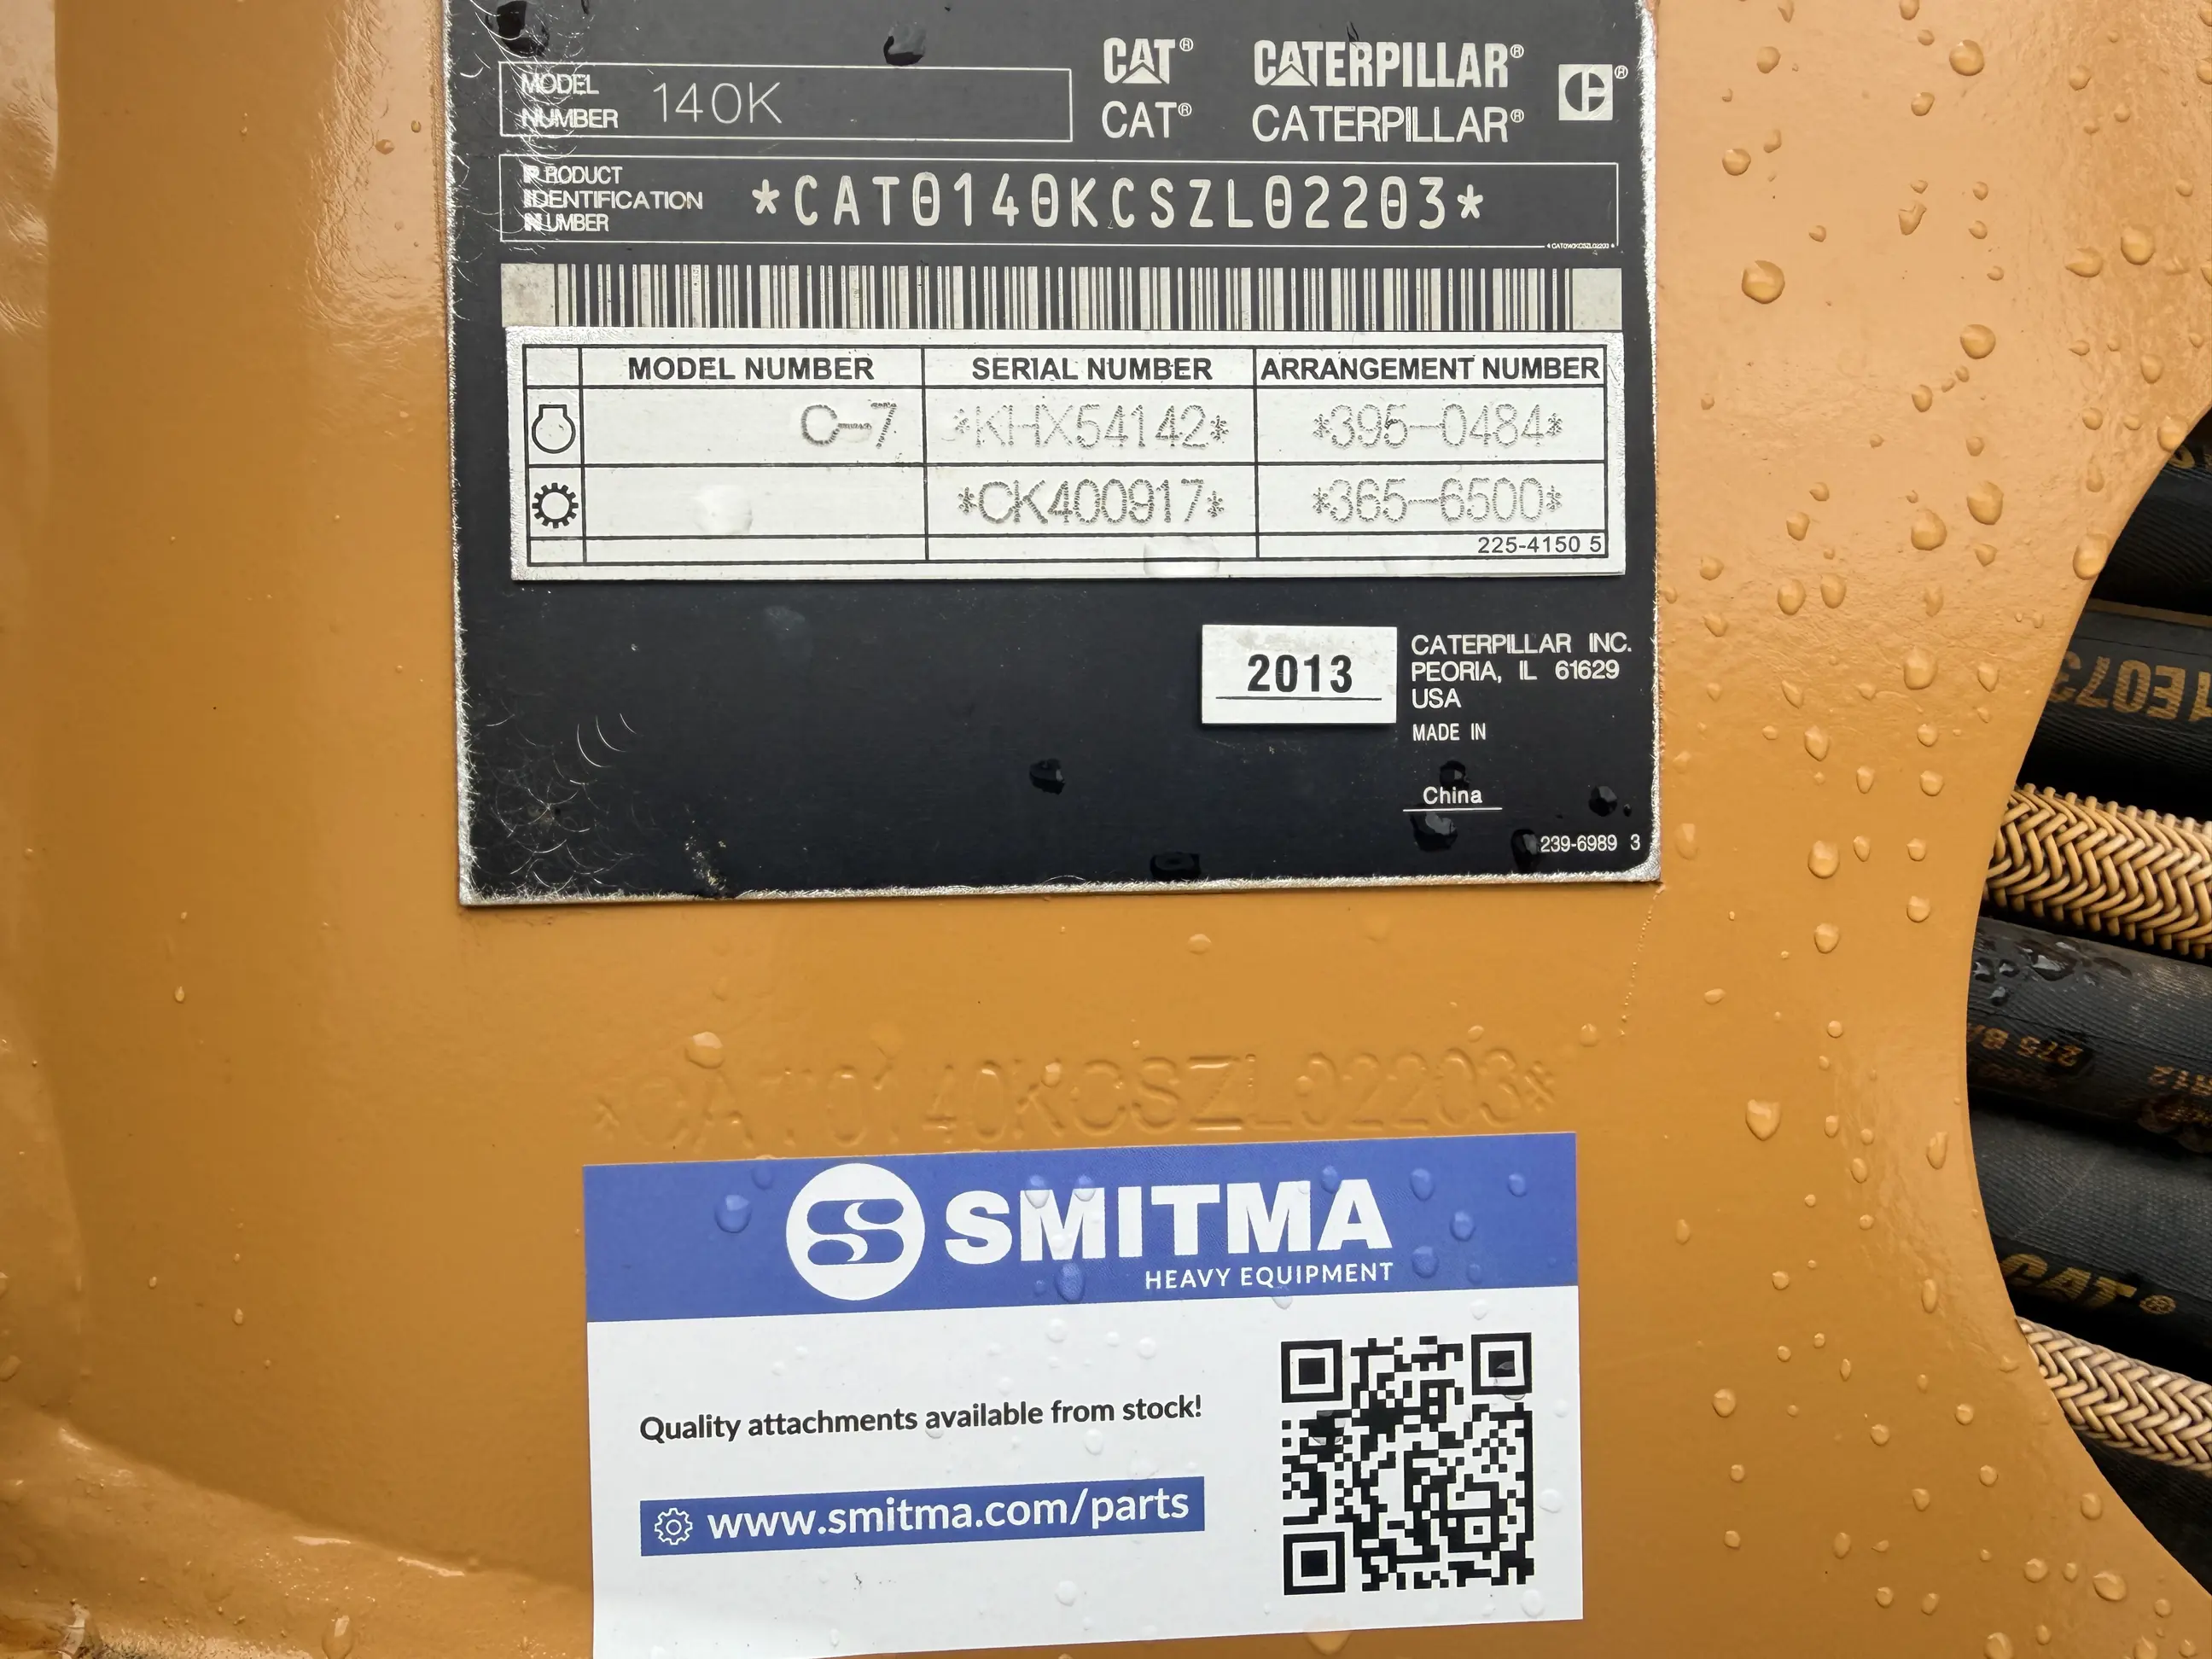 CAT® CATERPILLAR®
MODEL NUMBER 140K CAT® CATERPILLAR®
PRODUCT IDENTIFICATION NUMBER *CAT0140KCSZL02203*
*CAT0140KCSZL02203*
MODEL NUMBER SERIAL NUMBER ARRANGEMENT NUMBER
C-7 *KHX54142* *395-0484*
*CK400917* *365-6500*
225-4150 5
2013
CATERPILLAR INC.
PEORIA, IL 61629
USA
MADE IN
China
239-6989 3
*CAT0140KCSZL02203*
SMITMA
HEAVY EQUIPMENT
Quality attachments available from stock!
www.smitma.com/parts
CAT®